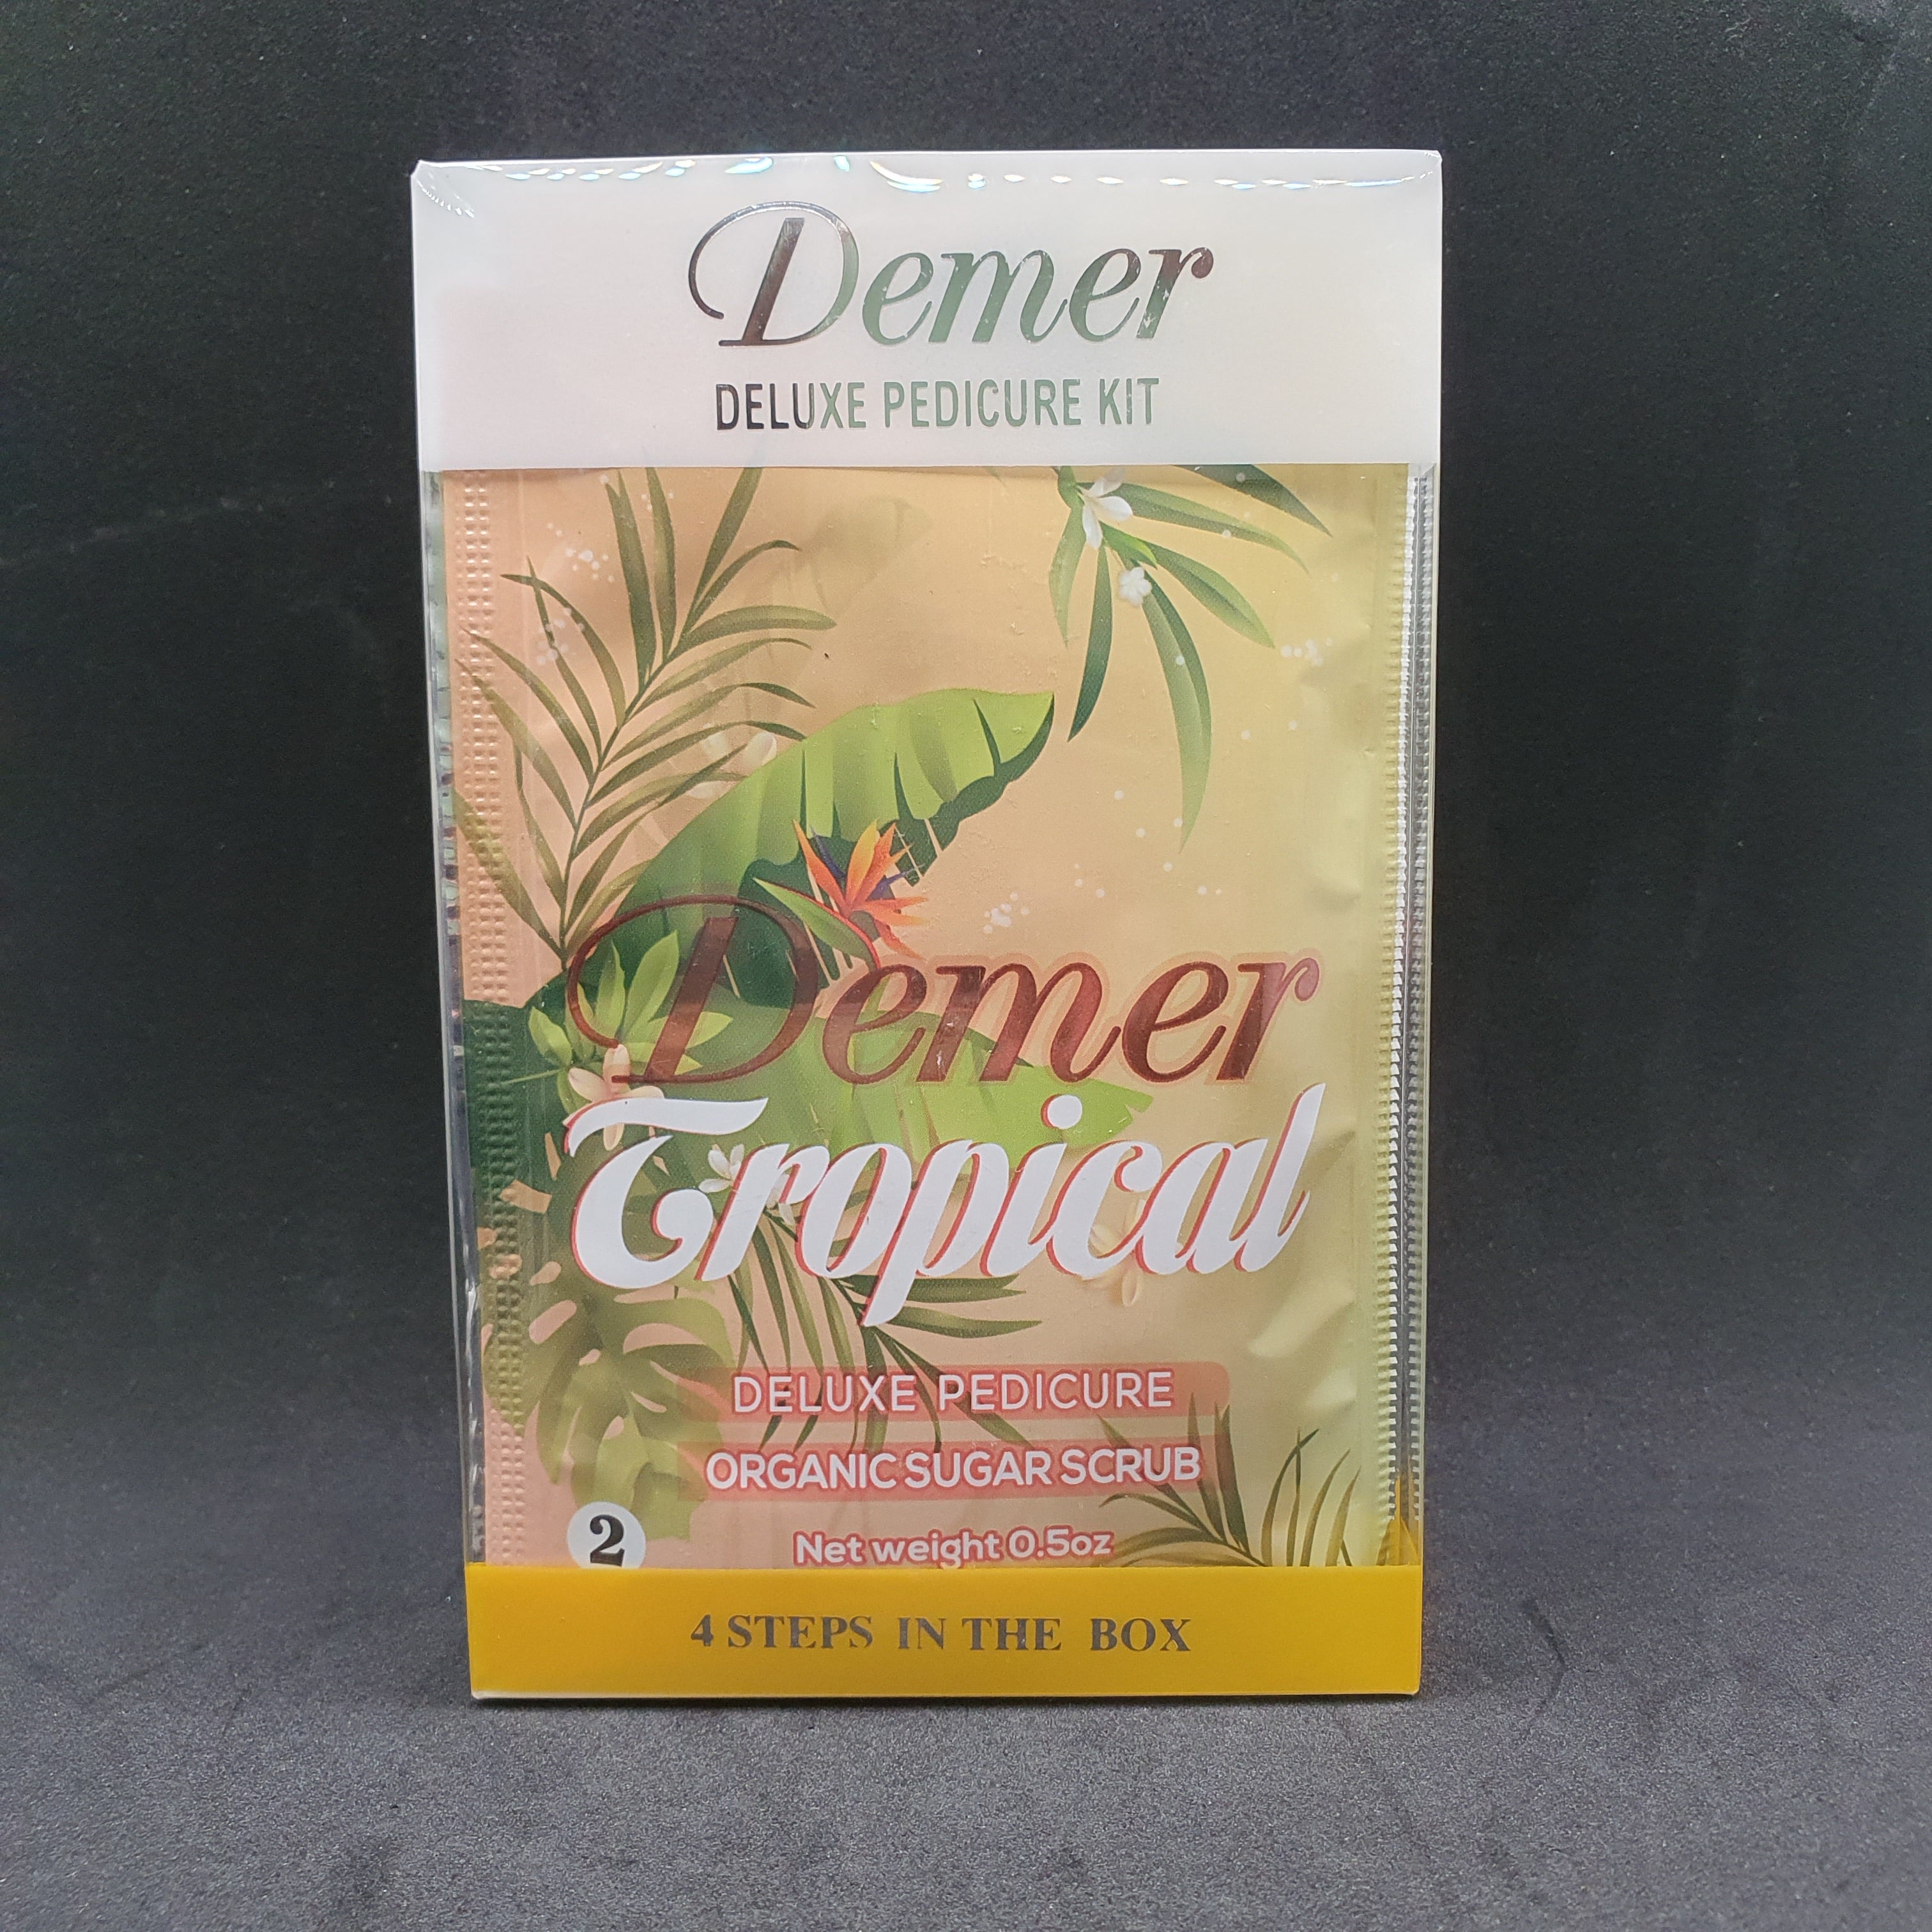 Demer
DELUXE PEDICURE KIT
Demer
Tropical
DELUXE PEDICURE
ORGANIC SUGAR SCRUB
2
Net weight 0.5oz
4 STEPS IN THE BOX